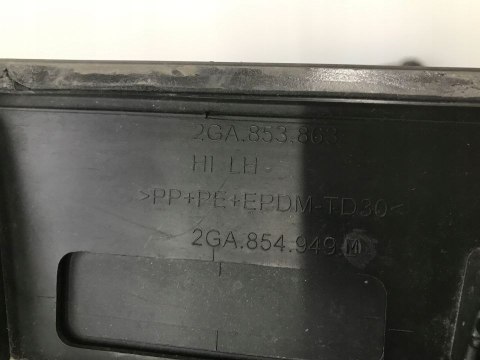 2GA.853.863
HI LH
>PP+PE+EPDM-TD30<
2GA.854.949 M